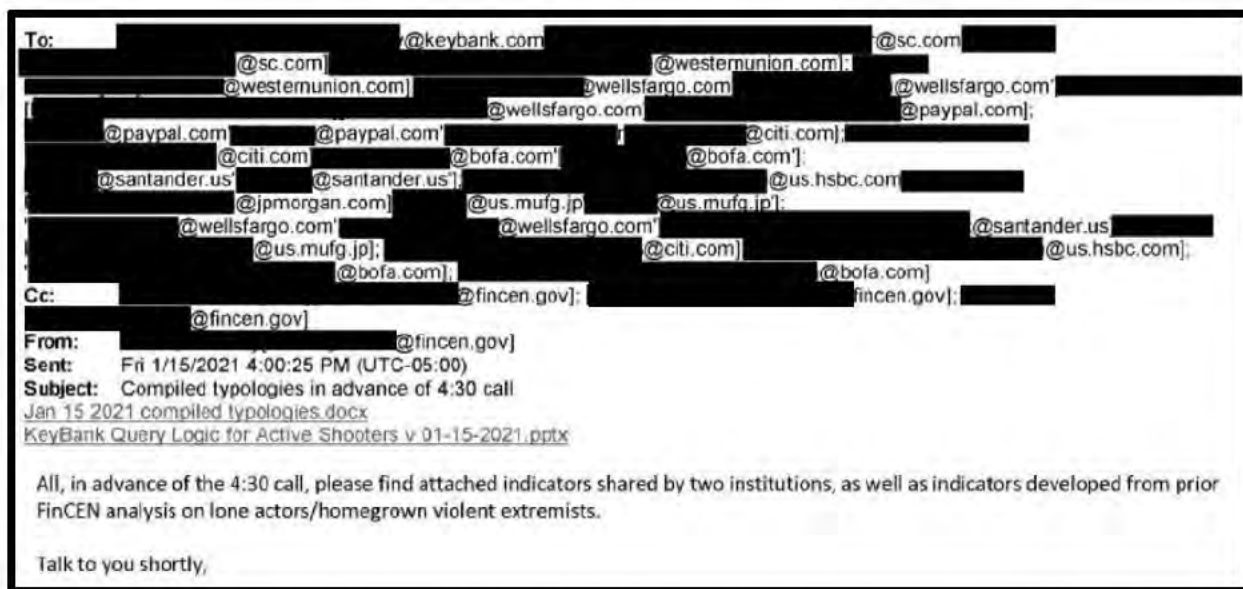 To: @keybank.com @sc.com
@sc.com] @westernunion.com];
@westernunion.com] @wellsfargo.com @wellsfargo.com'
@wellsfargo.com @paypal.com];
@paypal.com @paypal.com' @citi.com];
@citi.com @bofa.com'] @bofa.com'];
@santander.us' @santander.us'], @us.hsbc.com
@jpmorgan.com] @us.mufg.jp @us.mufg.jp'];
@wellsfargo.com' @wellsfargo.com' @santander.us]
@us.mufg.jp]; @citi.com] @us.hsbc.com];
@bofa.com]; @bofa.com]
Cc: @fincen.gov]; fincen.gov];
@fincen.gov]
From: @fincen.gov]
Sent: Fri 1/15/2021 4:00:25 PM (UTC-05:00)
Subject: Compiled typologies in advance of 4:30 call
Jan 15 2021 compiled typologies.docx
KeyBank Query Logic for Active Shooters v 01-15-2021.pptx
All, in advance of the 4:30 call, please find attached indicators shared by two institutions, as well as indicators developed from prior
FinCEN analysis on lone actors/homegrown violent extremists.
Talk to you shortly,